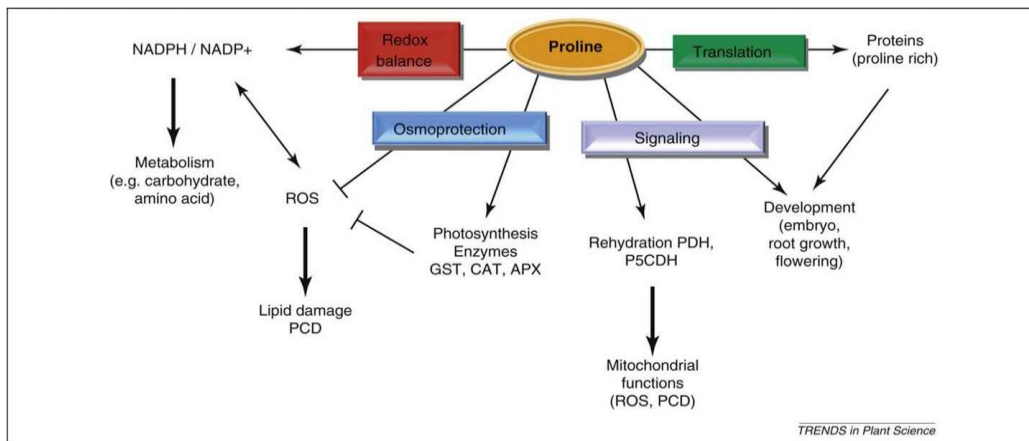 NADPH / NADP+
Redox
balance
Proline
Translation
Proteins
(proline rich)
Osmoprotection
Signaling
Metabolism
(e.g. carbohydrate,
amino acid)
ROS
Photosynthesis
Enzymes
GST, CAT, APX
Rehydration PDH,
P5CDH
Development
(embryo,
root growth,
flowering)
Lipid damage
PCD
Mitochondrial
functions
(ROS, PCD)
TRENDS in Plant Science